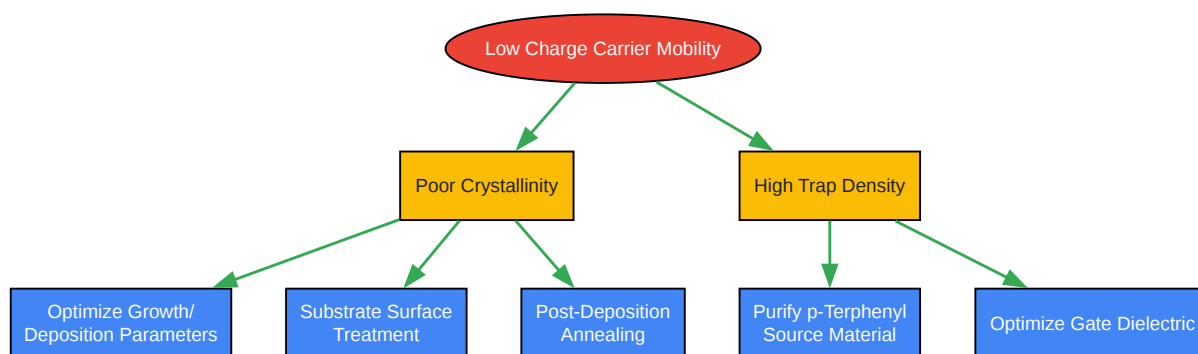 Low Charge Carrier Mobility
Poor Crystallinity
High Trap Density
Optimize Growth/
Deposition Parameters
Substrate Surface
Treatment
Post-Deposition
Annealing
Purify p-Terphenyl
Source Material
Optimize Gate Dielectric